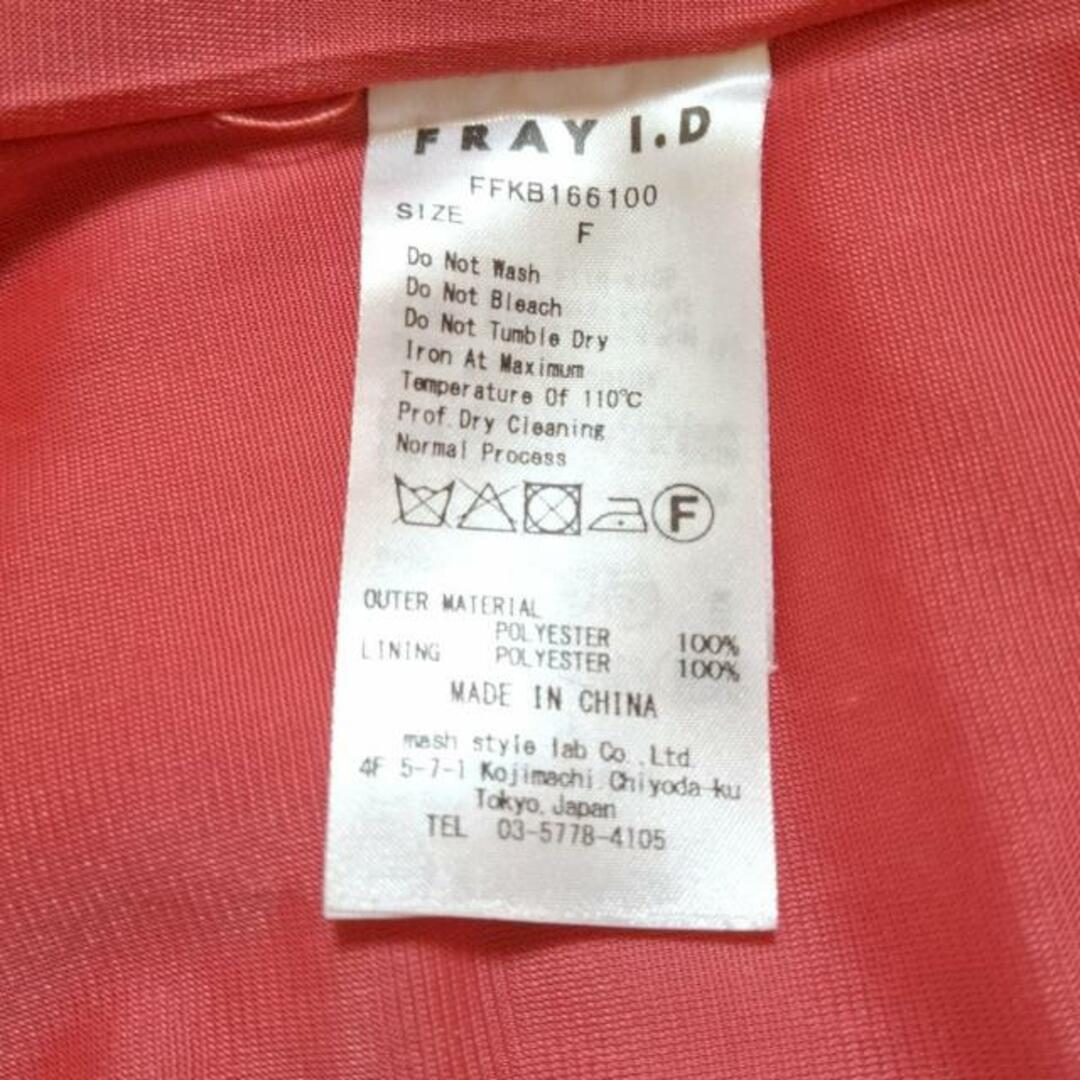 FRAY I.D
FFKB166100
SIZE F
Do Not Wash
Do Not Bleach
Do Not Tumble Dry
Iron At Maximum
Temperature Of 110℃
Prof.Dry Cleaning
Normal Process
F
OUTER MATERIAL
POLYESTER 100%
LINING POLYESTER 100%
MADE IN CHINA
mash style lab Co.,Ltd.
4F 5-7-1 Kojimachi Chiyoda-ku
Tokyo.Japan
TEL 03-5778-4105